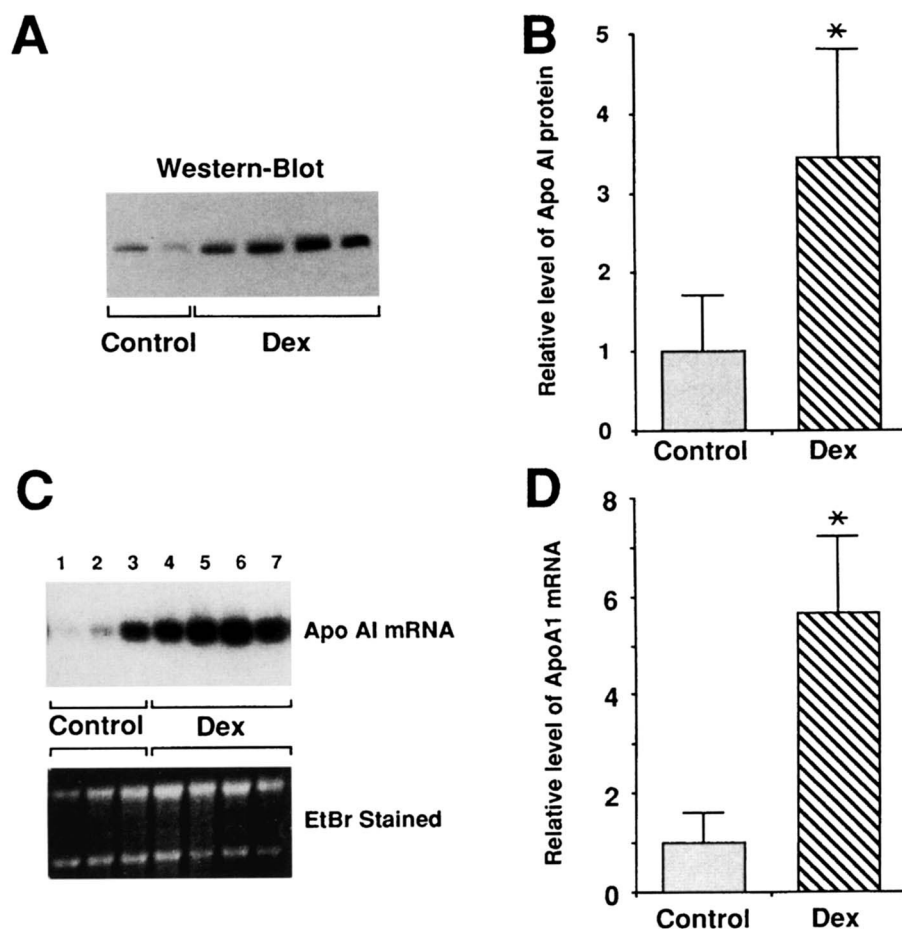 A
Western-Blot
Control Dex
B
Relative level of Apo AI protein
5
4
3
2
1
0
*
Control Dex
C
1 2 3 4 5 6 7
Apo AI mRNA
Control Dex
EtBr Stained
D
Relative level of ApoA1 mRNA
8
6
4
2
0
*
Control Dex